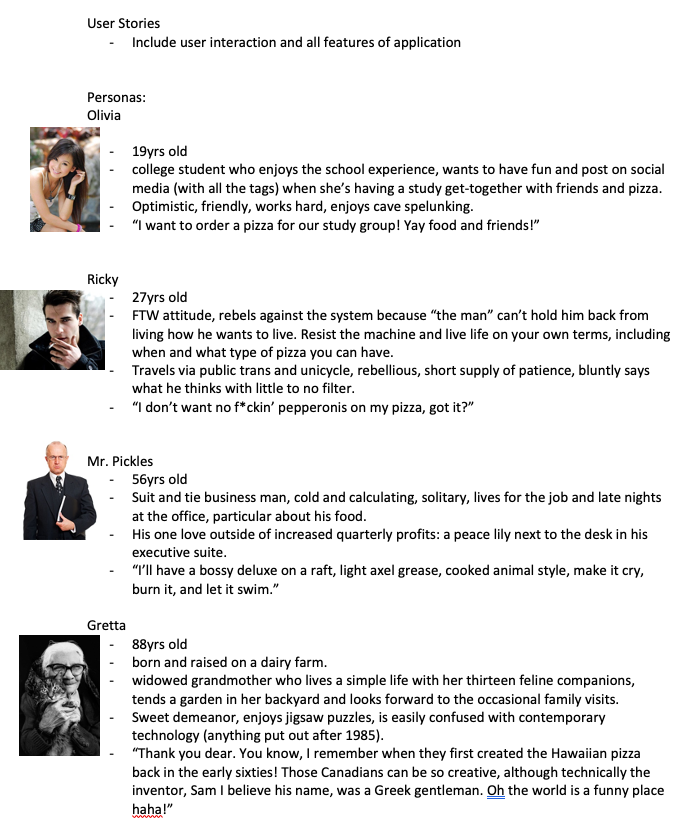 User Stories
- Include user interaction and all features of application
Personas:
Olivia
- 19yrs old
- college student who enjoys the school experience, wants to have fun and post on social
media (with all the tags) when she’s having a study get-together with friends and pizza.
- Optimistic, friendly, works hard, enjoys cave spelunking.
- “I want to order a pizza for our study group! Yay food and friends!”
Ricky
- 27yrs old
- FTW attitude, rebels against the system because “the man” can’t hold him back from
living how he wants to live. Resist the machine and live life on your own terms, including
when and what type of pizza you can have.
- Travels via public trans and unicycle, rebellious, short supply of patience, bluntly says
what he thinks with little to no filter.
- “I don’t want no f*ckin’ pepperonis on my pizza, got it?”
Mr. Pickles
- 56yrs old
- Suit and tie business man, cold and calculating, solitary, lives for the job and late nights
at the office, particular about his food.
- His one love outside of increased quarterly profits: a peace lily next to the desk in his
executive suite.
- “I’ll have a bossy deluxe on a raft, light axel grease, cooked animal style, make it cry,
burn it, and let it swim.”
Gretta
- 88yrs old
- born and raised on a dairy farm.
- widowed grandmother who lives a simple life with her thirteen feline companions,
tends a garden in her backyard and looks forward to the occasional family visits.
- Sweet demeanor, enjoys jigsaw puzzles, is easily confused with contemporary
technology (anything put out after 1985).
- “Thank you dear. You know, I remember when they first created the Hawaiian pizza
back in the early sixties! Those Canadians can be so creative, although technically the
inventor, Sam I believe his name, was a Greek gentleman. Oh the world is a funny place
haha!”